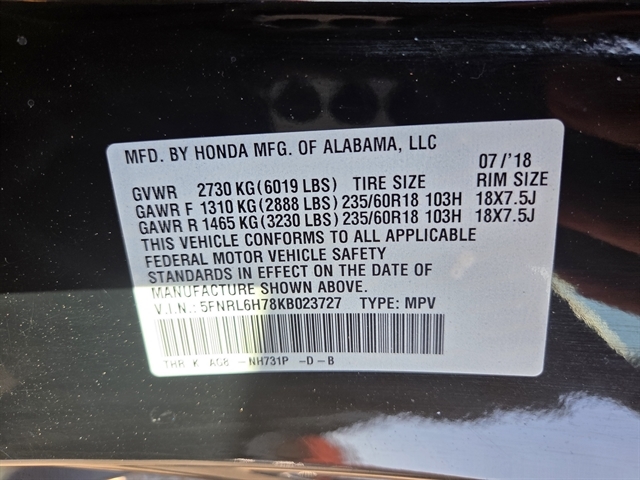 MFD. BY HONDA MFG. OF ALABAMA, LLC 07/'18
GVWR 2730 KG (6019 LBS) TIRE SIZE RIM SIZE
GAWR F 1310 KG (2888 LBS) 235/60R18 103H 18X7.5J
GAWR R 1465 KG (3230 LBS) 235/60R18 103H 18X7.5J
THIS VEHICLE CONFORMS TO ALL APPLICABLE
FEDERAL MOTOR VEHICLE SAFETY
STANDARDS IN EFFECT ON THE DATE OF
MANUFACTURE SHOWN ABOVE.
V.I.N.: 5FNRL6H78KB023727 TYPE: MPV
THR K AG8 -NH731P -D-B